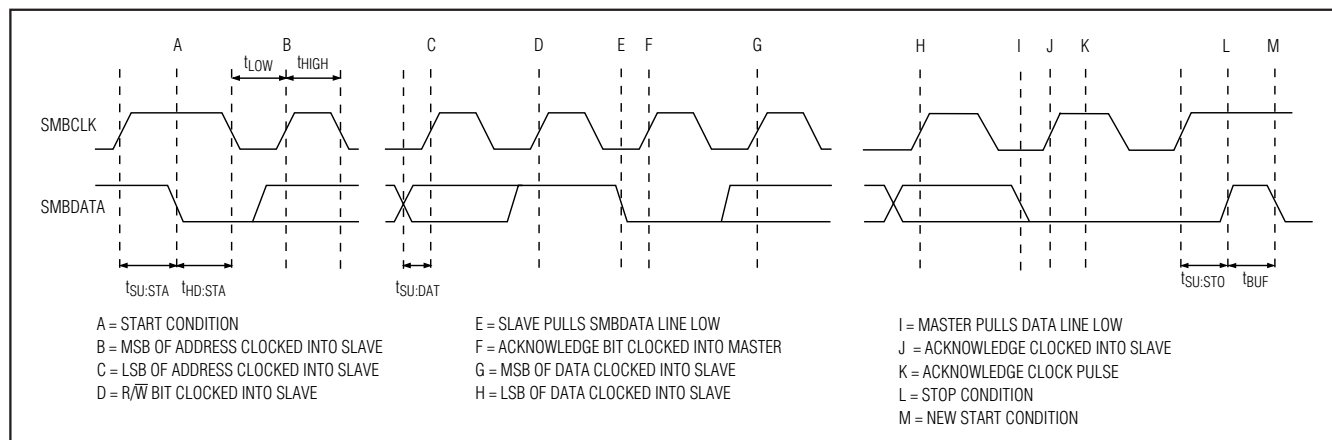 A B C D E F G H I J K L M
tLOW tHIGH
SMBCLK
SMBDATA
tSU:STA tHD:STA tSU:DAT tSU:STO tBUF
A = START CONDITION
B = MSB OF ADDRESS CLOCKED INTO SLAVE
C = LSB OF ADDRESS CLOCKED INTO SLAVE
D = R/W̅ BIT CLOCKED INTO SLAVE
E = SLAVE PULLS SMBDATA LINE LOW
F = ACKNOWLEDGE BIT CLOCKED INTO MASTER
G = MSB OF DATA CLOCKED INTO SLAVE
H = LSB OF DATA CLOCKED INTO SLAVE
I = MASTER PULLS DATA LINE LOW
J = ACKNOWLEDGE CLOCKED INTO SLAVE
K = ACKNOWLEDGE CLOCK PULSE
L = STOP CONDITION
M = NEW START CONDITION